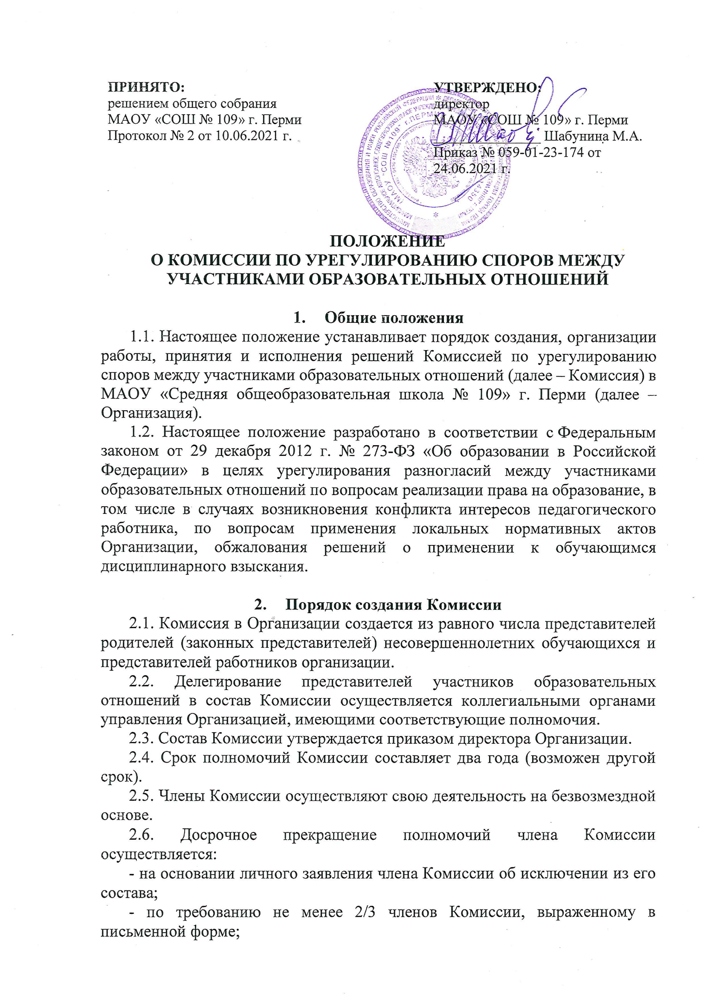 ПРИНЯТО:
решением общего собрания
МАОУ «СОШ № 109» г. Перми
Протокол № 2 от 10.06.2021 г.
УТВЕРЖДЕНО:
директор
МАОУ «СОШ № 109» г. Перми
Шабунина М.А.
Приказ № 059-01-23-174 от
24.06.2021 г.
ПОЛОЖЕНИЕ
О КОМИССИИ ПО УРЕГУЛИРОВАНИЮ СПОРОВ МЕЖДУ
УЧАСТНИКАМИ ОБРАЗОВАТЕЛЬНЫХ ОТНОШЕНИЙ
1. Общие положения
1.1. Настоящее положение устанавливает порядок создания, организации
работы, принятия и исполнения решений Комиссией по урегулированию
споров между участниками образовательных отношений (далее – Комиссия) в
МАОУ «Средняя общеобразовательная школа № 109» г. Перми (далее –
Организация).
1.2. Настоящее положение разработано в соответствии с Федеральным
законом от 29 декабря 2012 г. № 273-ФЗ «Об образовании в Российской
Федерации» в целях урегулирования разногласий между участниками
образовательных отношений по вопросам реализации права на образование, в
том числе в случаях возникновения конфликта интересов педагогического
работника, по вопросам применения локальных нормативных актов
Организации, обжалования решений о применении к обучающимся
дисциплинарного взыскания.
2. Порядок создания Комиссии
2.1. Комиссия в Организации создается из равного числа представителей
родителей (законных представителей) несовершеннолетних обучающихся и
представителей работников организации.
2.2. Делегирование представителей участников образовательных
отношений в состав Комиссии осуществляется коллегиальными органами
управления Организацией, имеющими соответствующие полномочия.
2.3. Состав Комиссии утверждается приказом директора Организации.
2.4. Срок полномочий Комиссии составляет два года (возможен другой
срок).
2.5. Члены Комиссии осуществляют свою деятельность на безвозмездной
основе.
2.6. Досрочное прекращение полномочий члена Комиссии
осуществляется:
- на основании личного заявления члена Комиссии об исключении из его
состава;
- по требованию не менее 2/3 членов Комиссии, выраженному в
письменной форме;